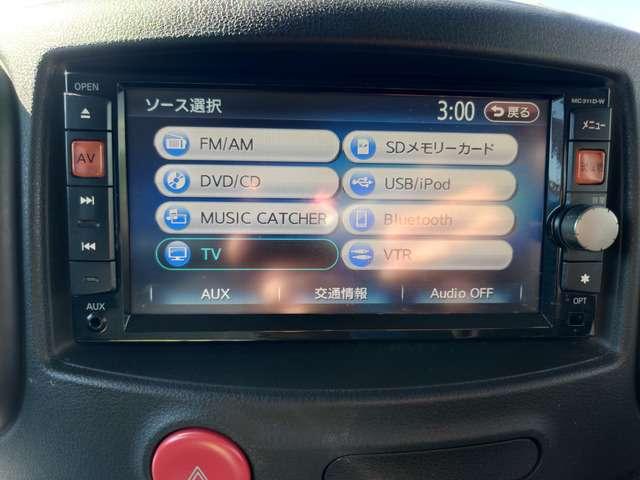 OPEN
MC311D-W
ソース選択 3:00 戻る
メニュー
AV
FM/AM SDメモリーカード
DVD/CD USB/iPod
MUSIC CATCHER Bluetooth
TV VTR
AUX 交通情報 Audio OFF
AUX
OPT